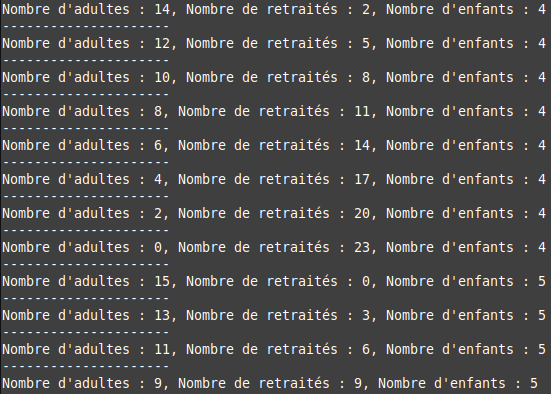 Nombre d'adultes : 14, Nombre de retraités : 2, Nombre d'enfants : 4
---------------------
Nombre d'adultes : 12, Nombre de retraités : 5, Nombre d'enfants : 4
---------------------
Nombre d'adultes : 10, Nombre de retraités : 8, Nombre d'enfants : 4
---------------------
Nombre d'adultes : 8, Nombre de retraités : 11, Nombre d'enfants : 4
---------------------
Nombre d'adultes : 6, Nombre de retraités : 14, Nombre d'enfants : 4
---------------------
Nombre d'adultes : 4, Nombre de retraités : 17, Nombre d'enfants : 4
---------------------
Nombre d'adultes : 2, Nombre de retraités : 20, Nombre d'enfants : 4
---------------------
Nombre d'adultes : 0, Nombre de retraités : 23, Nombre d'enfants : 4
---------------------
Nombre d'adultes : 15, Nombre de retraités : 0, Nombre d'enfants : 5
---------------------
Nombre d'adultes : 13, Nombre de retraités : 3, Nombre d'enfants : 5
---------------------
Nombre d'adultes : 11, Nombre de retraités : 6, Nombre d'enfants : 5
---------------------
Nombre d'adultes : 9, Nombre de retraités : 9, Nombre d'enfants : 5